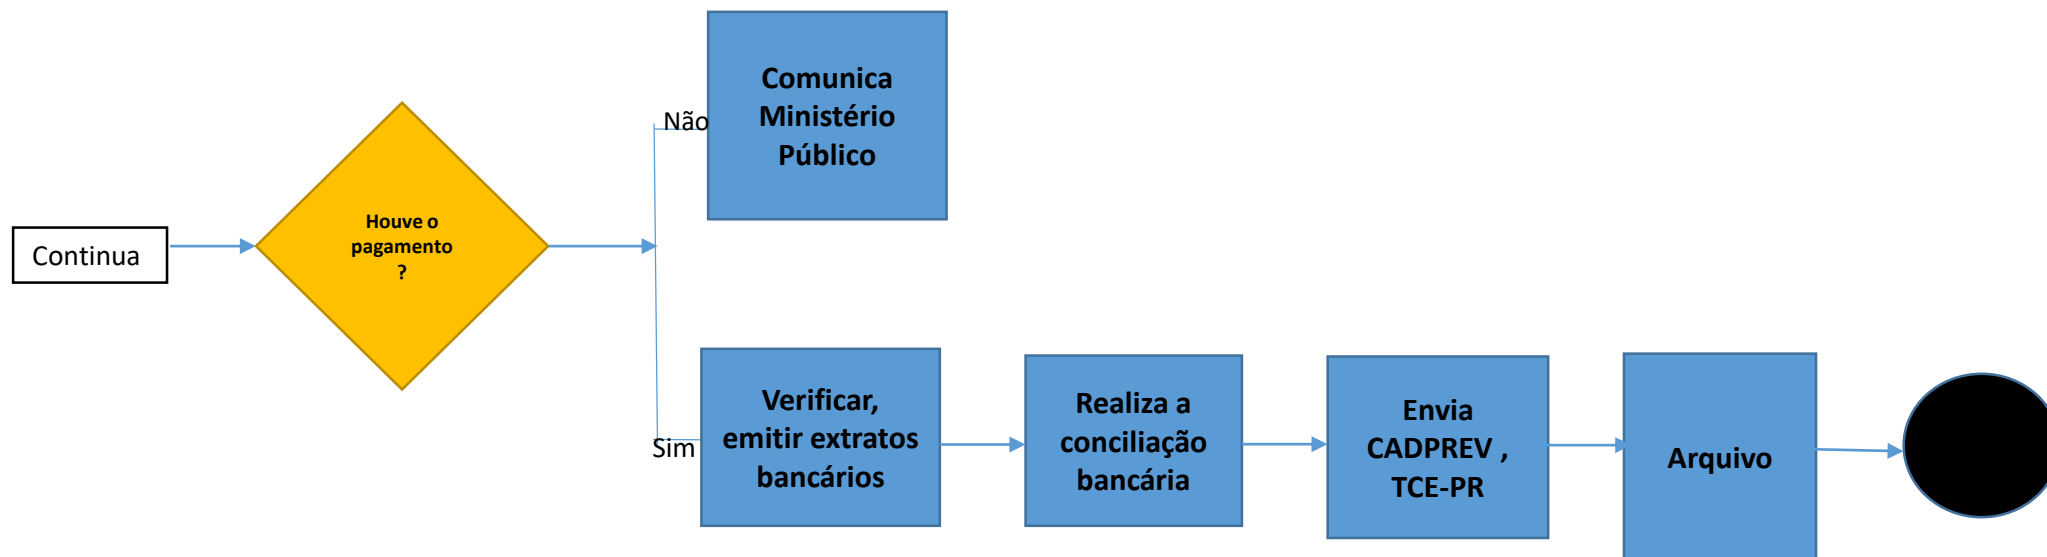 Continua
Houve o
pagamento
?
Não
Comunica
Ministério
Público
Sim
Verificar,
emitir extratos
bancários
Realiza a
conciliação
bancária
Envia
CADPREV ,
TCE-PR
Arquivo